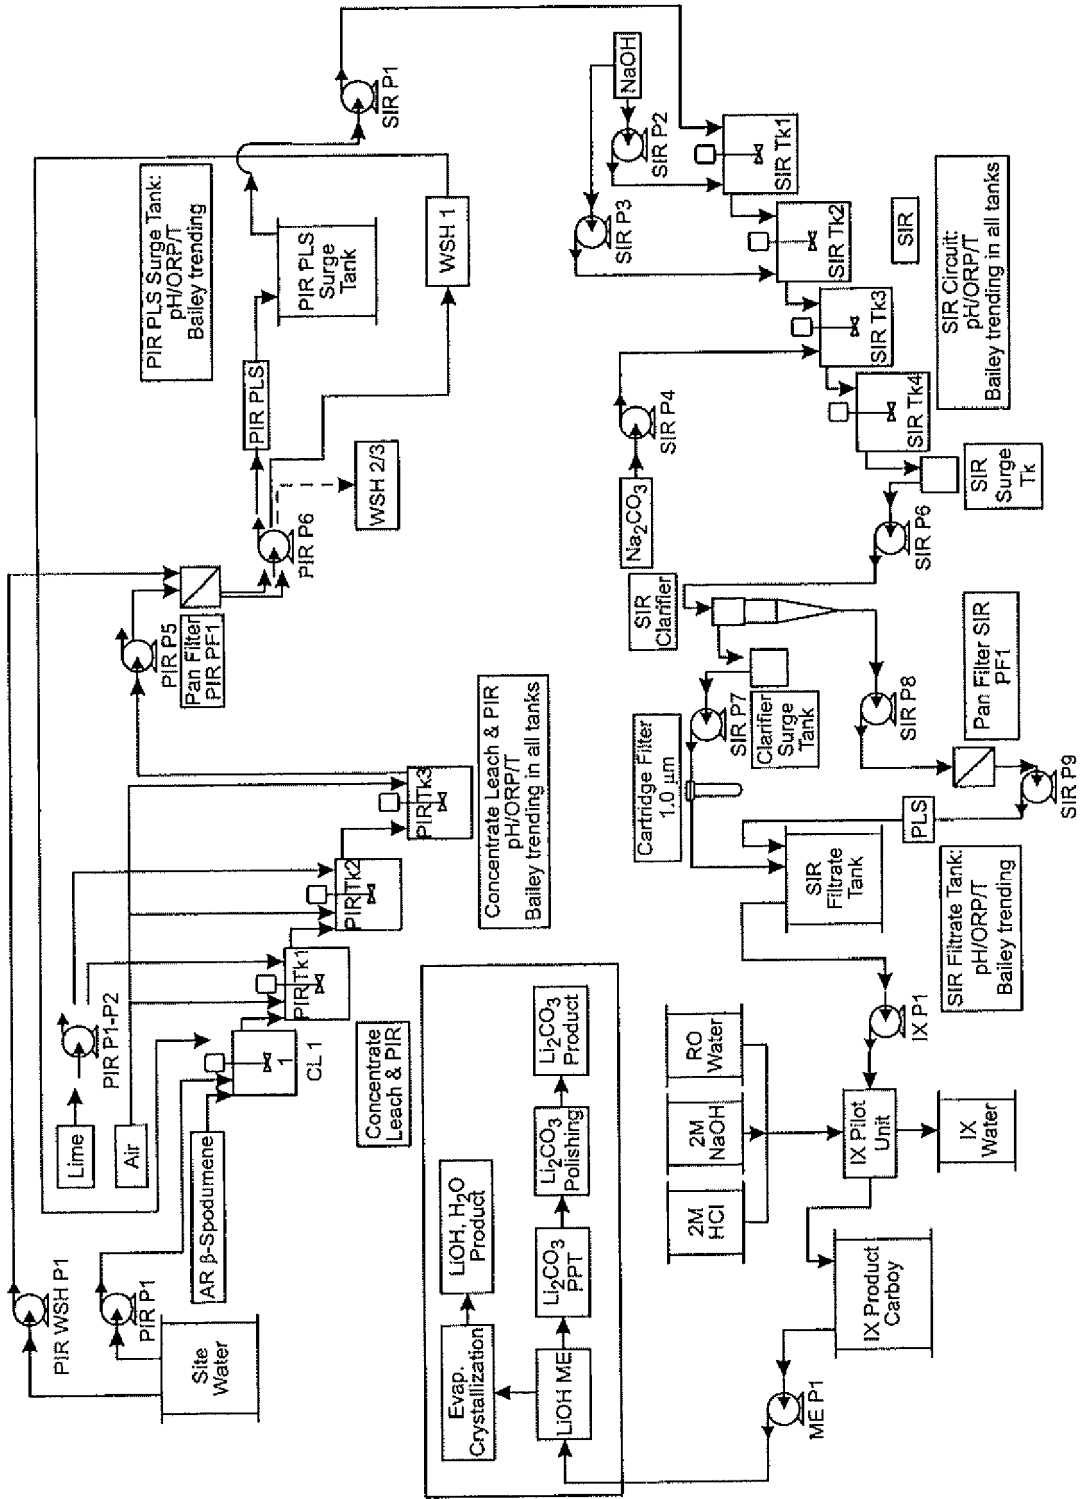 PIR WSH P1
PIR P1
Site
Water
AR β-Spodumene
Lime
Air
PIR P1-P2
1
CL 1
PIR Tk1
PIR Tk2
PIR Tk3
Concentrate
Leach & PIR
Concentrate Leach & PIR
pH/ORP/T
Bailey trending in all tanks
PIR P5
Pan Filter
PIR PF1
PIR P6
WSH 2/3
PIR PLS
PIR PLS
Surge
Tank
PIR PLS Surge Tank:
pH/ORP/T
Bailey trending
WSH 1
SIR P1
NaOH
SIR P2
SIR P3
SIR Tk1
SIR Tk2
SIR Tk3
SIR Tk4
SIR
SIR Circuit:
pH/ORP/T
Bailey trending in all tanks
Na2CO3
SIR P4
SIR
Surge
Tk
SIR P6
SIR
Clarifier
Clarifier
Surge
Tank
SIR P7
Cartridge Filter
1.0 μm
SIR P8
Pan Filter SIR
PF1
SIR P9
PLS
SIR
Filtrate
Tank
SIR Filtrate Tank:
pH/ORP/T
Bailey trending
IX P1
RO
Water
2M
NaOH
2M
HCl
IX Pilot
Unit
IX
Water
IX Product
Carboy
ME P1
LiOH ME
Evap.
Crystallization
LiOH, H2O
Product
Li2CO3
PPT
Li2CO3
Polishing
Li2CO3
Product